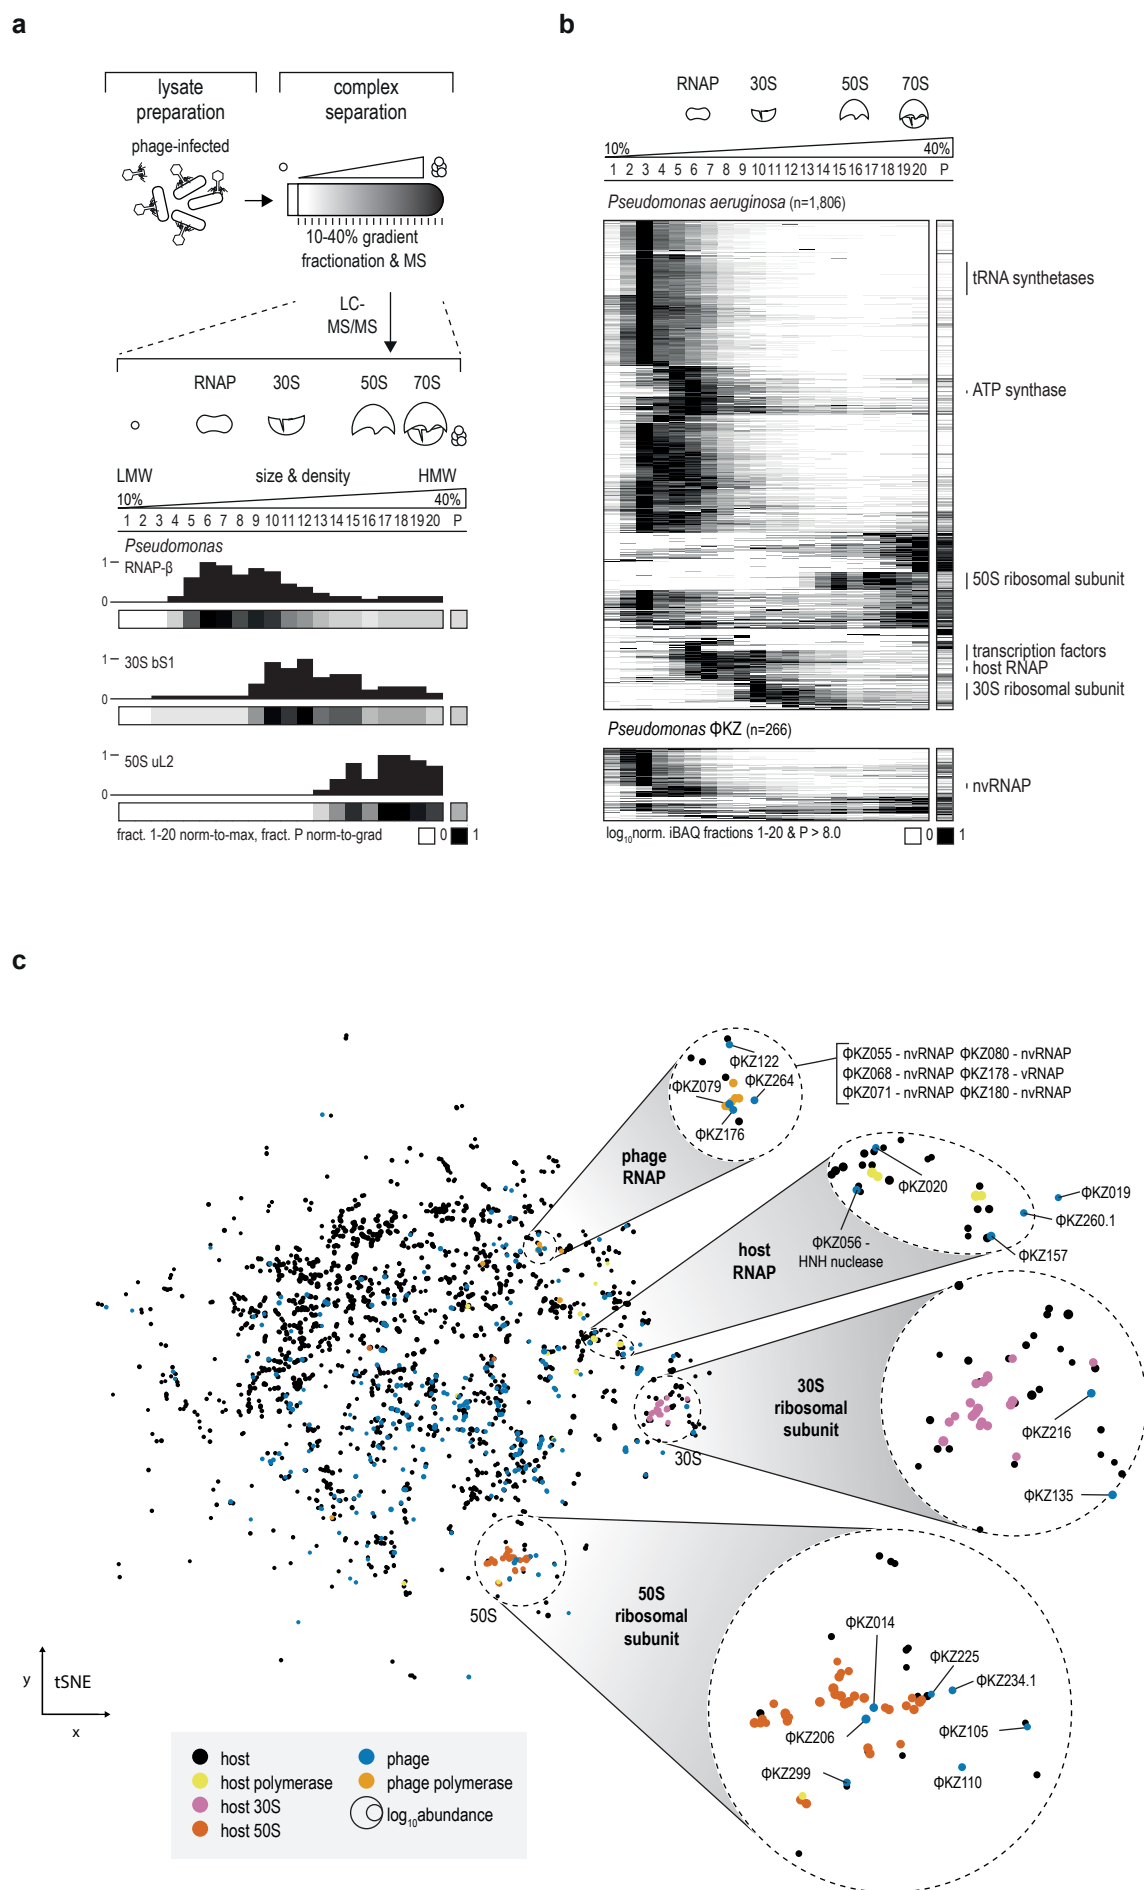 a
lysate
preparation
complex
separation
phage-infected
10-40% gradient
fractionation & MS
LC-
MS/MS
RNAP 30S 50S 70S
LMW size & density HMW
10% 40%
1 2 3 4 5 6 7 8 9 10 11 12 13 14 15 16 17 18 19 20 P
Pseudomonas
RNAP-β
1
0
30S bS1
1
0
50S uL2
1
0
fract. 1-20 norm-to-max, fract. P norm-to-grad 0 1
b
RNAP 30S 50S 70S
10% 40%
1 2 3 4 5 6 7 8 9 10 11 12 13 14 15 16 17 18 19 20 P
Pseudomonas aeruginosa (n=1,806)
tRNA synthetases
ATP synthase
50S ribosomal subunit
transcription factors
host RNAP
30S ribosomal subunit
Pseudomonas ΦKZ (n=266)
nvRNAP
log10norm. iBAQ fractions 1-20 & P > 8.0 0 1
c
ΦKZ122
ΦKZ079 ΦKZ264
ΦKZ176
ΦKZ055 - nvRNAP ΦKZ080 - nvRNAP
ΦKZ068 - nvRNAP ΦKZ178 - vRNAP
ΦKZ071 - nvRNAP ΦKZ180 - nvRNAP
phage
RNAP
ΦKZ020
ΦKZ019
ΦKZ260.1
ΦKZ157
ΦKZ056 -
HNH nuclease
host
RNAP
30S
ribosomal
subunit
ΦKZ216
ΦKZ135
30S
50S
50S
ribosomal
subunit
ΦKZ014
ΦKZ225
ΦKZ234.1
ΦKZ206
ΦKZ105
ΦKZ299
ΦKZ110
y tSNE
x
host
host polymerase
host 30S
host 50S
phage
phage polymerase
log10abundance